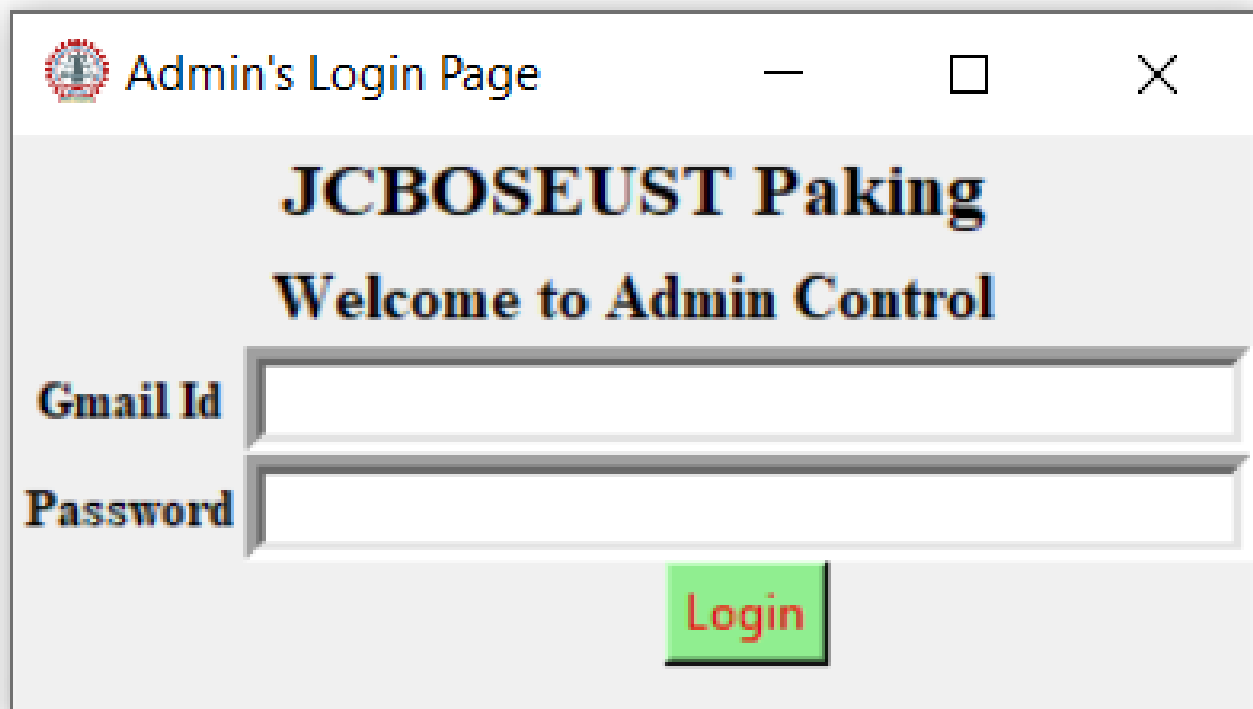 Admin's Login Page
JCBOSEUST Paking
Welcome to Admin Control
Gmail Id
Password
Login